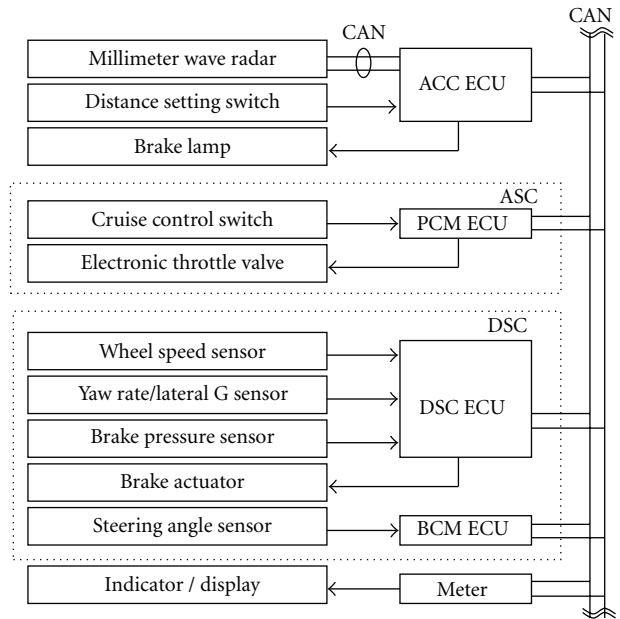 CAN
CAN
Millimeter wave radar
ACC ECU
Distance setting switch
Brake lamp
ASC
Cruise control switch
PCM ECU
Electronic throttle valve
DSC
Wheel speed sensor
Yaw rate/lateral G sensor
DSC ECU
Brake pressure sensor
Brake actuator
Steering angle sensor
BCM ECU
Indicator / display
Meter